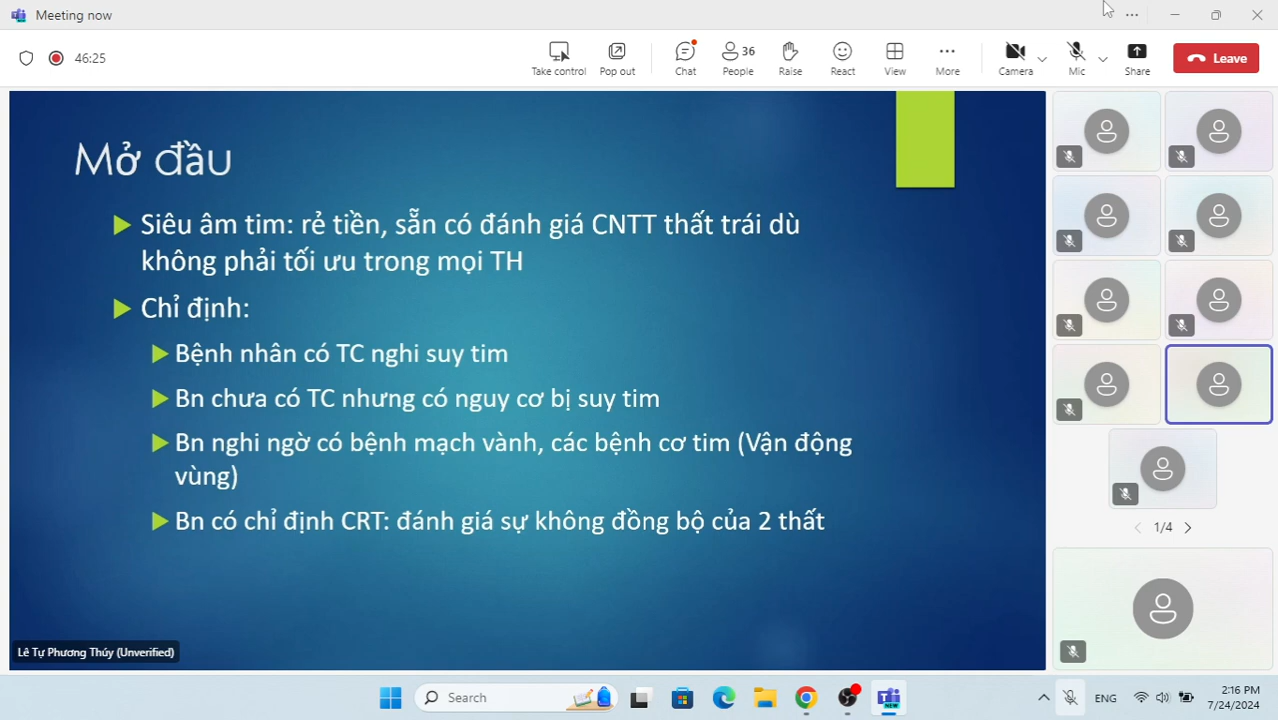 Meeting now
46:25
Take control
Pop out
Chat
36
People
Raise
React
View
More
Camera
Mic
Share
Leave
Mở đầu
Siêu âm tim: rẻ tiền, sẵn có đánh giá CNTT thất trái dù
không phải tối ưu trong mọi TH
Chỉ định:
Bệnh nhân có TC nghi suy tim
Bn chưa có TC nhưng có nguy cơ bị suy tim
Bn nghi ngờ có bệnh mạch vành, các bệnh cơ tim (Vận động
vùng)
Bn có chỉ định CRT: đánh giá sự không đồng bộ của 2 thất
Lê Tự Phương Thúy (Unverified)
1/4
Search
NEW
ENG
2:16 PM
7/24/2024